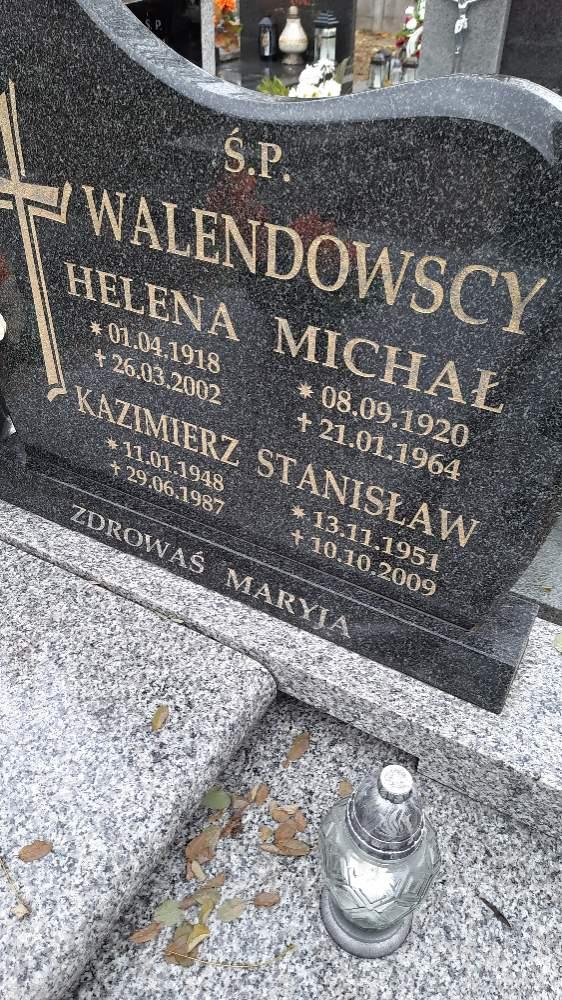 Ś.P.
Ś.P.
WALENDOWSCY
HELENA MICHAŁ
* 01.04.1918 * 08.09.1920
+ 26.03.2002 + 21.01.1964
KAZIMIERZ STANISŁAW
* 11.01.1948 * 13.11.1951
+ 29.06.1987 + 10.10.2009
ZDROWAŚ MARYJA